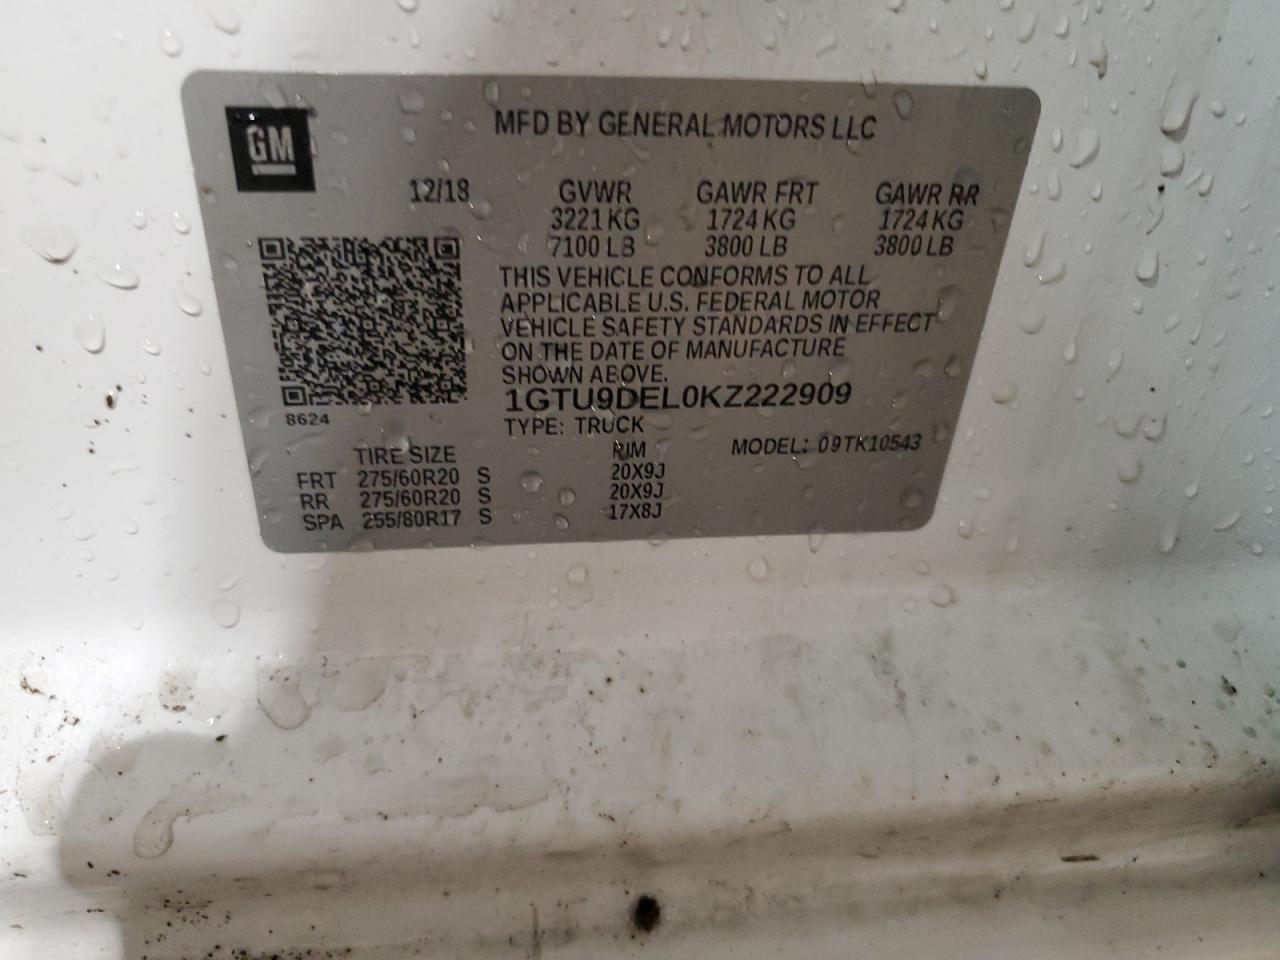 GM
MFD BY GENERAL MOTORS LLC
12/18 GVWR GAWR FRT GAWR RR
3221 KG 1724 KG 1724 KG
7100 LB 3800 LB 3800 LB
THIS VEHICLE CONFORMS TO ALL
APPLICABLE U.S. FEDERAL MOTOR
VEHICLE SAFETY STANDARDS IN EFFECT
ON THE DATE OF MANUFACTURE
SHOWN ABOVE.
1GTU9DEL0KZ222909
8624
TYPE: TRUCK
TIRE SIZE RIM MODEL: 09TK10543
FRT 275/60R20 S 20X9J
RR 275/60R20 S 20X9J
SPA 255/80R17 S 17X8J